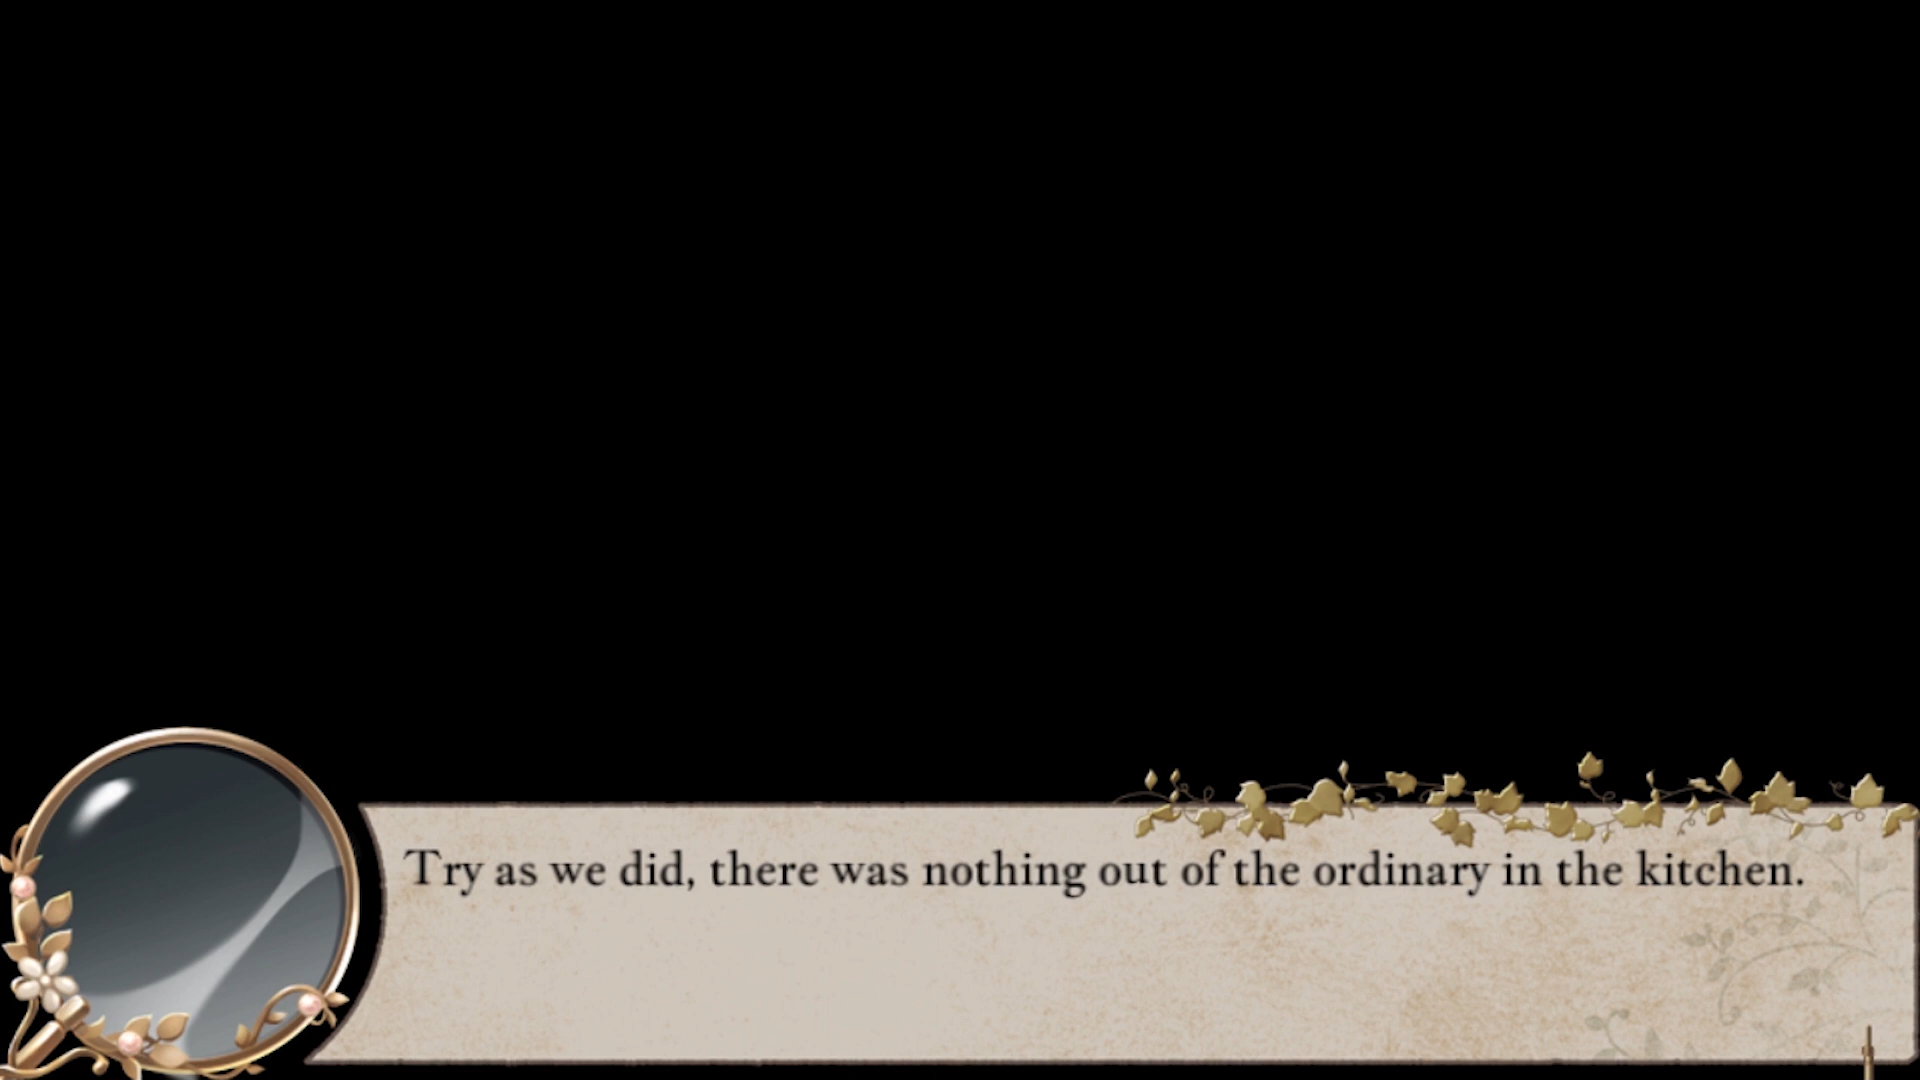 Try as we did, there was nothing out of the ordinary in the kitchen.